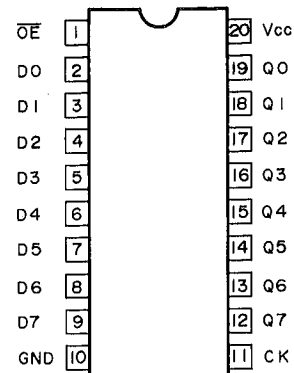 O̅E̅ 1 20 Vcc
D0 2 19 Q0
D1 3 18 Q1
D2 4 17 Q2
D3 5 16 Q3
D4 6 15 Q4
D5 7 14 Q5
D6 8 13 Q6
D7 9 12 Q7
GND 10 11 CK